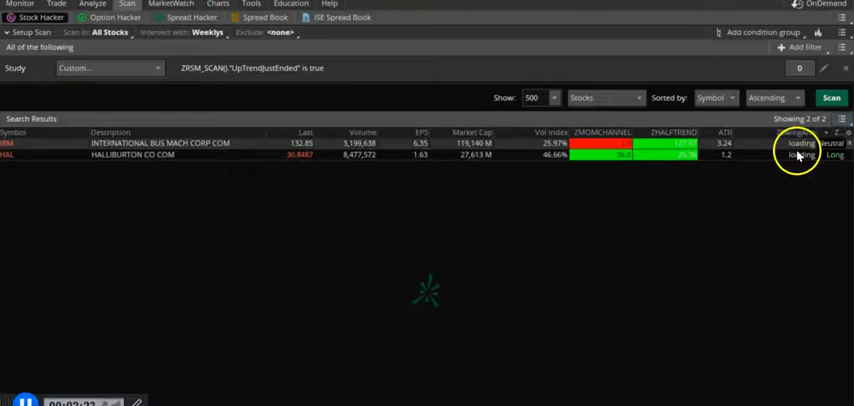 Monitor Trade Analyze Scan MarketWatch Charts Tools Education Help OnDemand
Stock Hacker Option Hacker Spread Hacker Spread Book ISE Spread Book
Setup Scan Scan in: All Stocks Intersect with: Weeklys Exclude: <none> Add condition group
All of the following Add filter
Study Custom... ZRSM_SCAN()."UpTrendJustEnded" is true D
Show: 500 Stocks Sorted by: Symbol Ascending Scan
Search Results Showing 2 of 2
Symbol Description Last Volume EPS Market Cap Vol Index ZMOMCHANNEL ZHALFTREND ATR Z...
IBM INTERNATIONAL BUS MACH CORP COM 132.85 3,199,638 6.35 119,140 M 25.97% 127.97 3.24 loading Neutral
HAL HALLIBURTON CO COM 30.8487 8,477,572 1.63 27,613 M 46.66% 36.0 25.36 1.2 loading Long
00:02:22